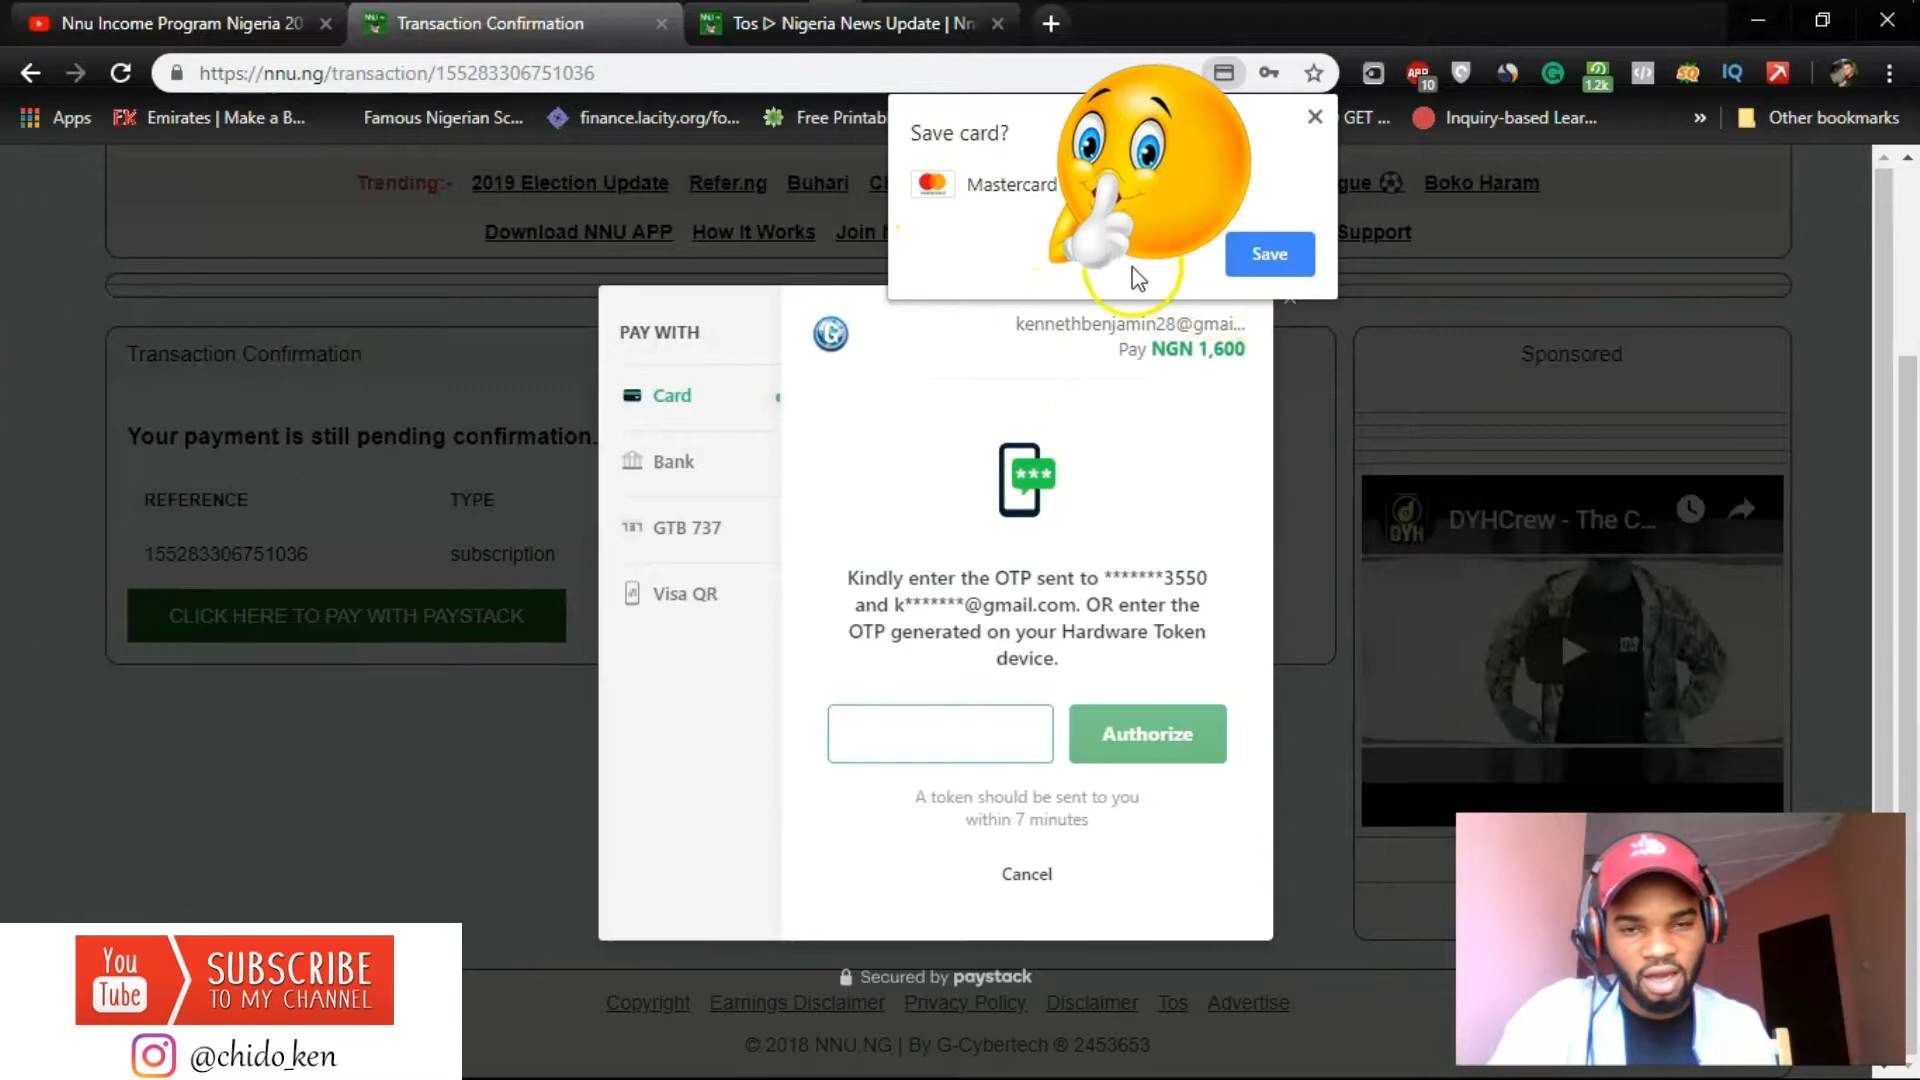 Nnu Income Program Nigeria 20
Transaction Confirmation
Tos ᐅ Nigeria News Update | Nn
https://nnu.ng/transaction/155283306751036
ABP
10
1.2k
IQ
Apps
Emirates | Make a B...
Famous Nigerian Sc...
finance.lacity.org/fo...
Free Printab
GET ...
Inquiry-based Lear...
»
Other bookmarks
Save card?
Mastercard
Save
Trending:-
2019 Election Update
Refer.ng
Buhari
Boko Haram
Download NNU APP
How It Works
Support
Transaction Confirmation
Your payment is still pending confirmation.
REFERENCE TYPE
155283306751036 subscription
CLICK HERE TO PAY WITH PAYSTACK
PAY WITH
Card
Bank
737 GTB 737
Visa QR
kennethbenjamin28@gmai...
Pay NGN 1,600
***
Kindly enter the OTP sent to *******3550
and k*******@gmail.com. OR enter the
OTP generated on your Hardware Token
device.
Authorize
A token should be sent to you
within 7 minutes
Cancel
Secured by paystack
Sponsored
DYHCrew - The C...
DYH
Copyright Earnings Disclaimer Privacy Policy Disclaimer Tos Advertise
© 2018 NNU.NG | By G-Cybertech ® 2453653
You
Tube
SUBSCRIBE
TO MY CHANNEL
@chido_ken